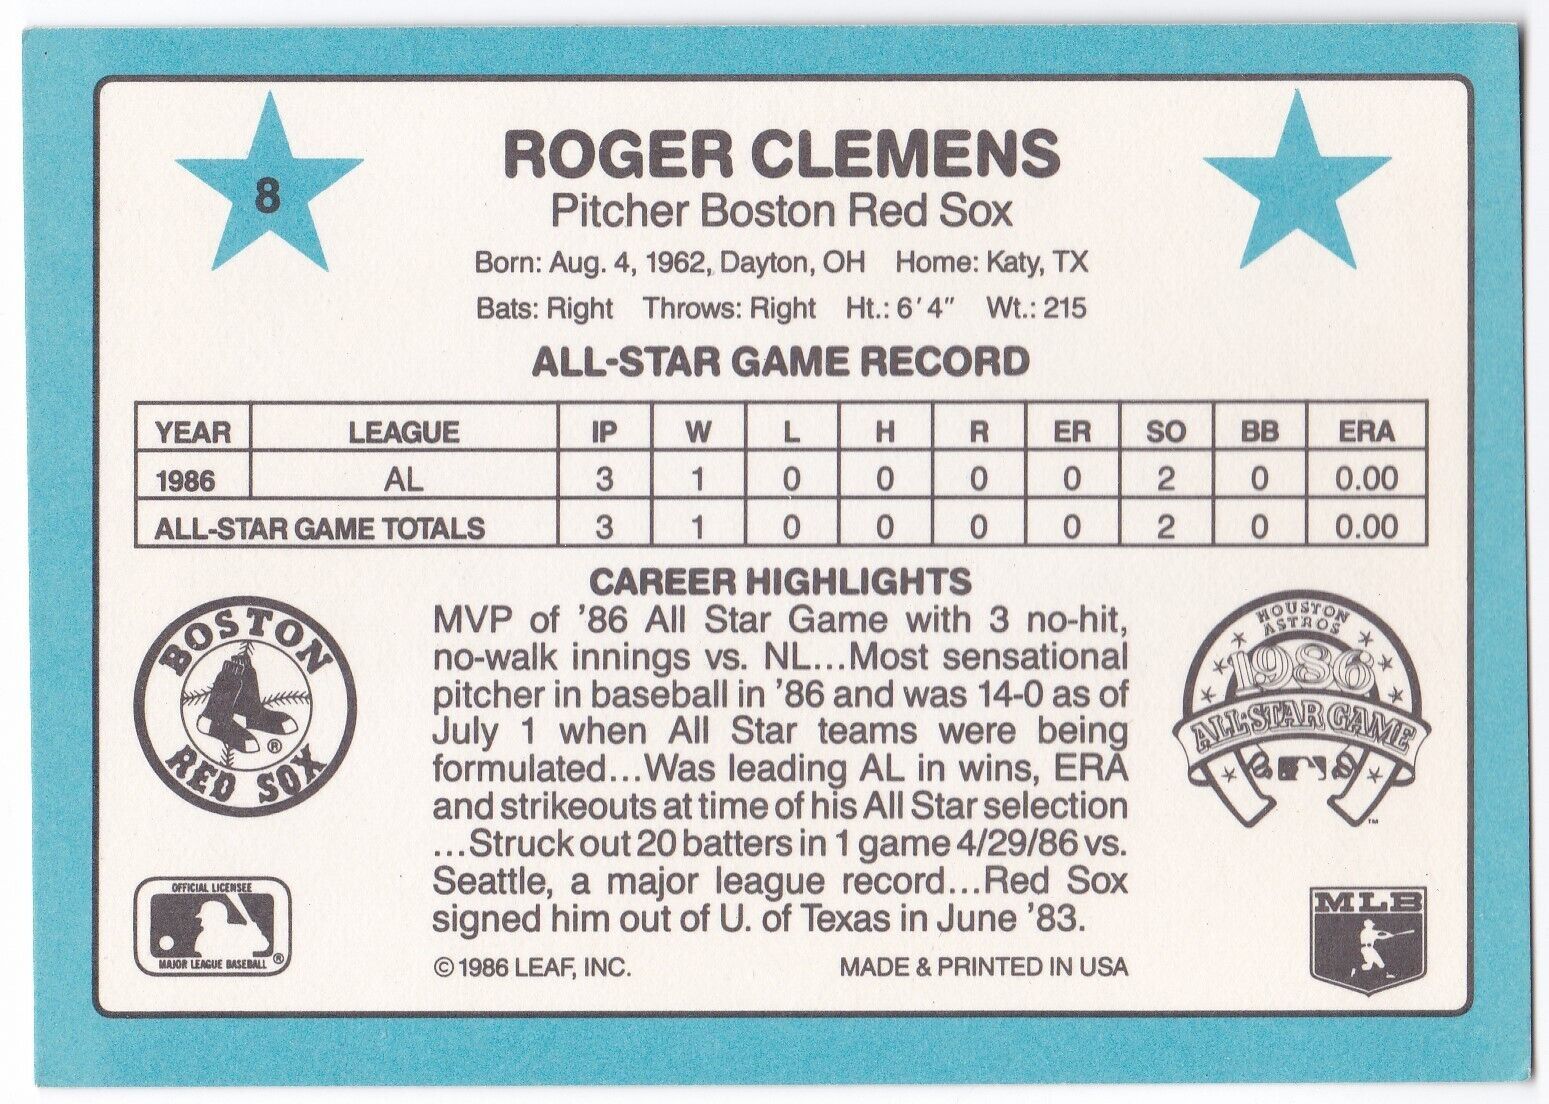 8
ROGER CLEMENS
Pitcher Boston Red Sox
Born: Aug. 4, 1962, Dayton, OH Home: Katy, TX
Bats: Right Throws: Right Ht.: 6'4" Wt.: 215
ALL-STAR GAME RECORD
YEAR LEAGUE IP W L H R ER SO BB ERA
1986 AL 3 1 0 0 0 0 2 0 0.00
ALL-STAR GAME TOTALS 3 1 0 0 0 0 2 0 0.00
CAREER HIGHLIGHTS
MVP of '86 All Star Game with 3 no-hit,
no-walk innings vs. NL...Most sensational
pitcher in baseball in '86 and was 14-0 as of
July 1 when All Star teams were being
formulated...Was leading AL in wins, ERA
and strikeouts at time of his All Star selection
...Struck out 20 batters in 1 game 4/29/86 vs.
Seattle, a major league record...Red Sox
signed him out of U. of Texas in June '83.
© 1986 LEAF, INC. MADE & PRINTED IN USA
BOSTON
RED SOX
®
OFFICIAL LICENSEE
MAJOR LEAGUE BASEBALL ®
HOUSTON
ASTROS
1986
ALL-STAR GAME
™
MLB